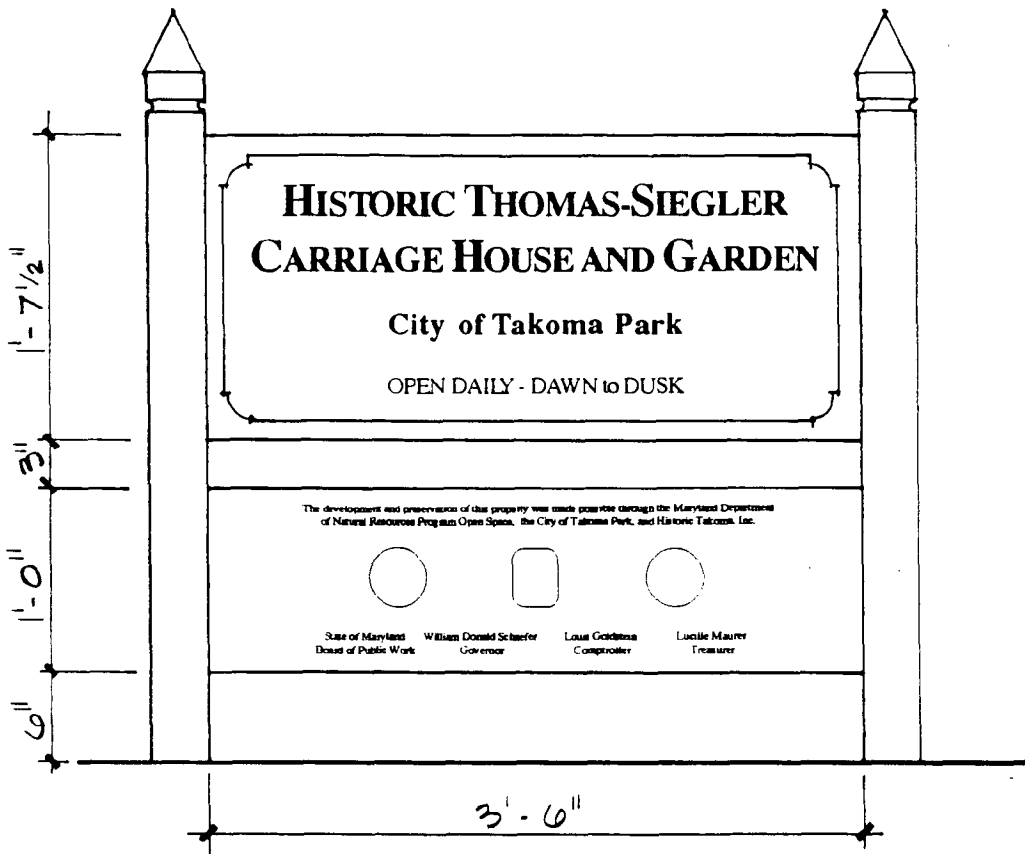 HISTORIC THOMAS-SIEGLER
CARRIAGE HOUSE AND GARDEN
City of Takoma Park
OPEN DAILY - DAWN to DUSK
1'- 7 1/2"
3"
The development and preservation of this property was made possible through the Maryland Department
of Natural Resources Program Open Space, the City of Takoma Park, and Historic Takoma, Inc.
1'- 0"
State of Maryland William Donald Schaefer Louis Goldstein Lucille Maurer
Board of Public Work Governor Comptroller Treasurer
6"
3' - 6"